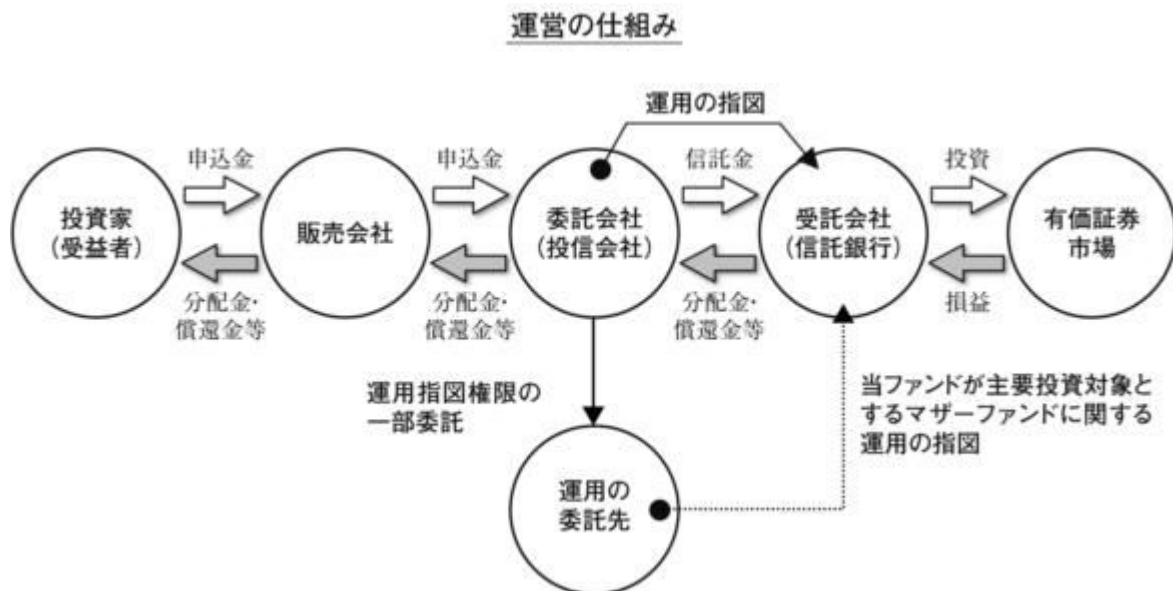 運営の仕組み
運用の指図
申込金
申込金
信託金
投資
投資家
(受益者)
販売会社
委託会社
(投信会社)
受託会社
(信託銀行)
有価証券
市場
分配金・
償還金等
分配金・
償還金等
分配金・
償還金等
損益
運用指図権限の
一部委託
当ファンドが主要投資対象と
するマザーファンドに関する
運用の指図
運用の
委託先